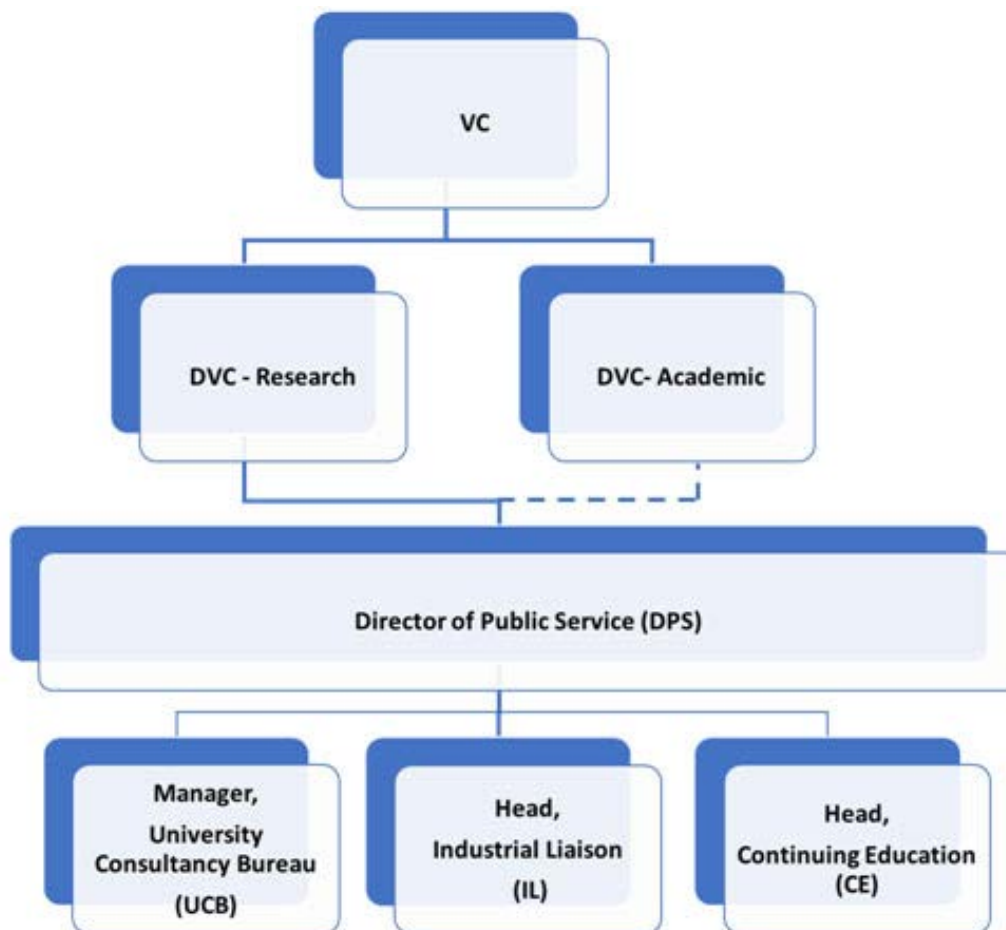 VC
DVC - Research
DVC- Academic
Director of Public Service (DPS)
Manager,
University
Consultancy Bureau
(UCB)
Head,
Industrial Liaison
(IL)
Head,
Continuing Education
(CE)